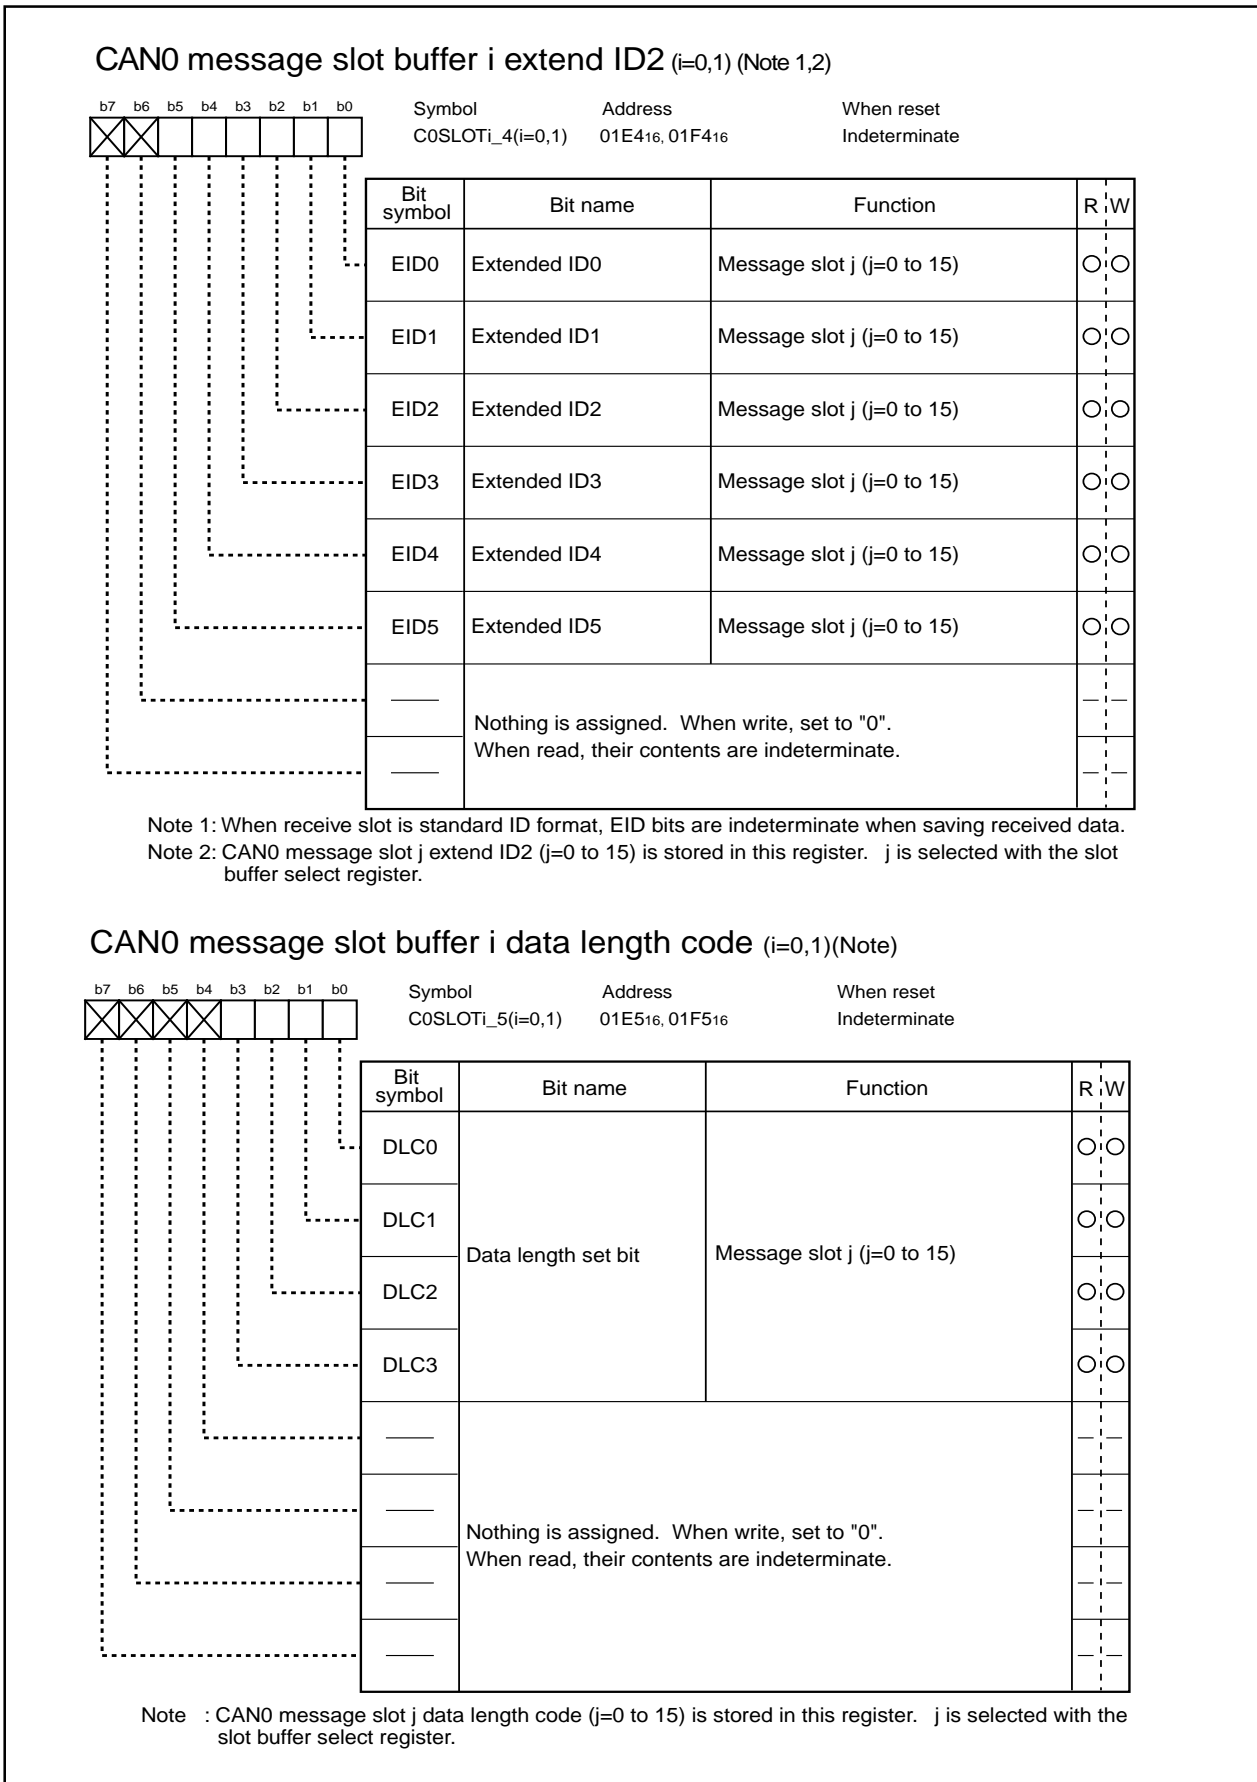 CAN0 message slot buffer i extend ID2 (i=0,1) (Note 1,2)
b7 b6 b5 b4 b3 b2 b1 b0
Symbol Address When reset
C0SLOTi_4(i=0,1) 01E416, 01F416 Indeterminate
Bit symbol Bit name Function R W
EID0 Extended ID0 Message slot j (j=0 to 15)
EID1 Extended ID1 Message slot j (j=0 to 15)
EID2 Extended ID2 Message slot j (j=0 to 15)
EID3 Extended ID3 Message slot j (j=0 to 15)
EID4 Extended ID4 Message slot j (j=0 to 15)
EID5 Extended ID5 Message slot j (j=0 to 15)
Nothing is assigned. When write, set to "0".
When read, their contents are indeterminate.
Note 1: When receive slot is standard ID format, EID bits are indeterminate when saving received data.
Note 2: CAN0 message slot j extend ID2 (j=0 to 15) is stored in this register. j is selected with the slot
buffer select register.
CAN0 message slot buffer i data length code (i=0,1)(Note)
b7 b6 b5 b4 b3 b2 b1 b0
Symbol Address When reset
C0SLOTi_5(i=0,1) 01E516, 01F516 Indeterminate
Bit symbol Bit name Function R W
DLC0
DLC1
Data length set bit Message slot j (j=0 to 15)
DLC2
DLC3
Nothing is assigned. When write, set to "0".
When read, their contents are indeterminate.
Note : CAN0 message slot j data length code (j=0 to 15) is stored in this register. j is selected with the
slot buffer select register.